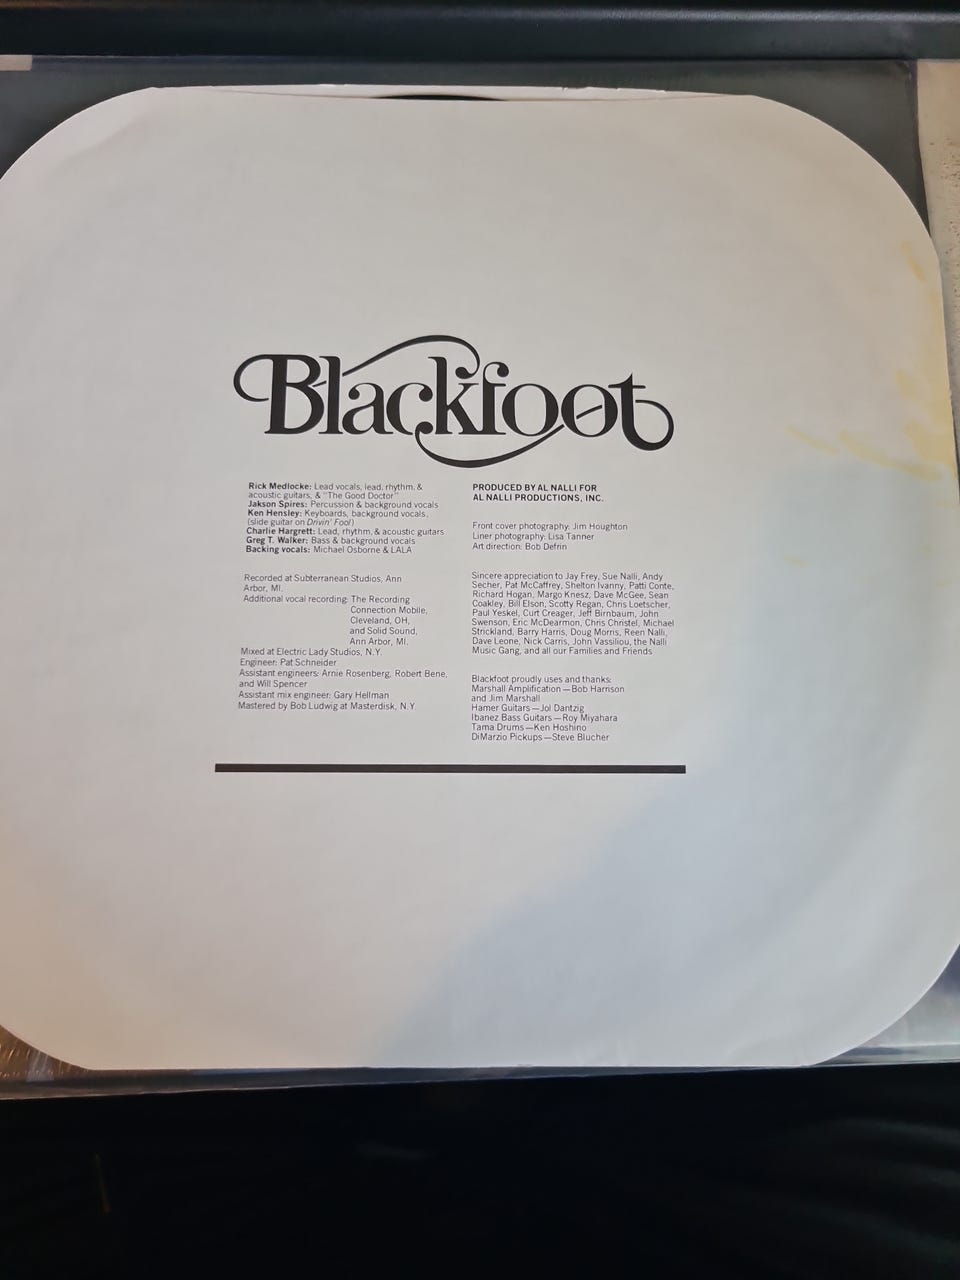 Blackfoot
Rick Medlocke: Lead vocals, lead, rhythm, &
acoustic guitars, & "The Good Doctor"
Jakson Spires: Percussion & background vocals
Ken Hensley: Keyboards, background vocals,
(slide guitar on Drivin' Fool)
Charlie Hargrett: Lead, rhythm, & acoustic guitars
Greg T. Walker: Bass & background vocals
Backing vocals: Michael Osborne & LALA
Recorded at Subterranean Studios, Ann
Arbor, MI.
Additional vocal recording: The Recording
Connection Mobile,
Cleveland, OH,
and Solid Sound,
Ann Arbor, MI.
Mixed at Electric Lady Studios, N.Y.
Engineer: Pat Schneider
Assistant engineers: Arnie Rosenberg, Robert Bene,
and Will Spencer
Assistant mix engineer: Gary Hellman
Mastered by Bob Ludwig at Masterdisk, N.Y.
PRODUCED BY AL NALLI FOR
AL NALLI PRODUCTIONS, INC.
Front cover photography: Jim Houghton
Liner photography: Lisa Tanner
Art direction: Bob Defrin
Sincere appreciation to Jay Frey, Sue Nalli, Andy
Secher, Pat McCaffrey, Shelton Ivanny, Patti Conte,
Richard Hogan, Margo Knesz, Dave McGee, Sean
Coakley, Bill Elson, Scotty Regan, Chris Loetscher,
Paul Yeskel, Curt Creager, Jeff Birnbaum, John
Swenson, Eric McDearmon, Chris Christel, Michael
Strickland, Barry Harris, Doug Morris, Reen Nalli,
Dave Leone, Nick Carris, John Vassiliou, the Nalli
Music Gang, and all our Families and Friends
Blackfoot proudly uses and thanks:
Marshall Amplification—Bob Harrison
and Jim Marshall
Hamer Guitars—Jol Dantzig
Ibanez Bass Guitars—Roy Miyahara
Tama Drums—Ken Hoshino
DiMarzio Pickups—Steve Blucher